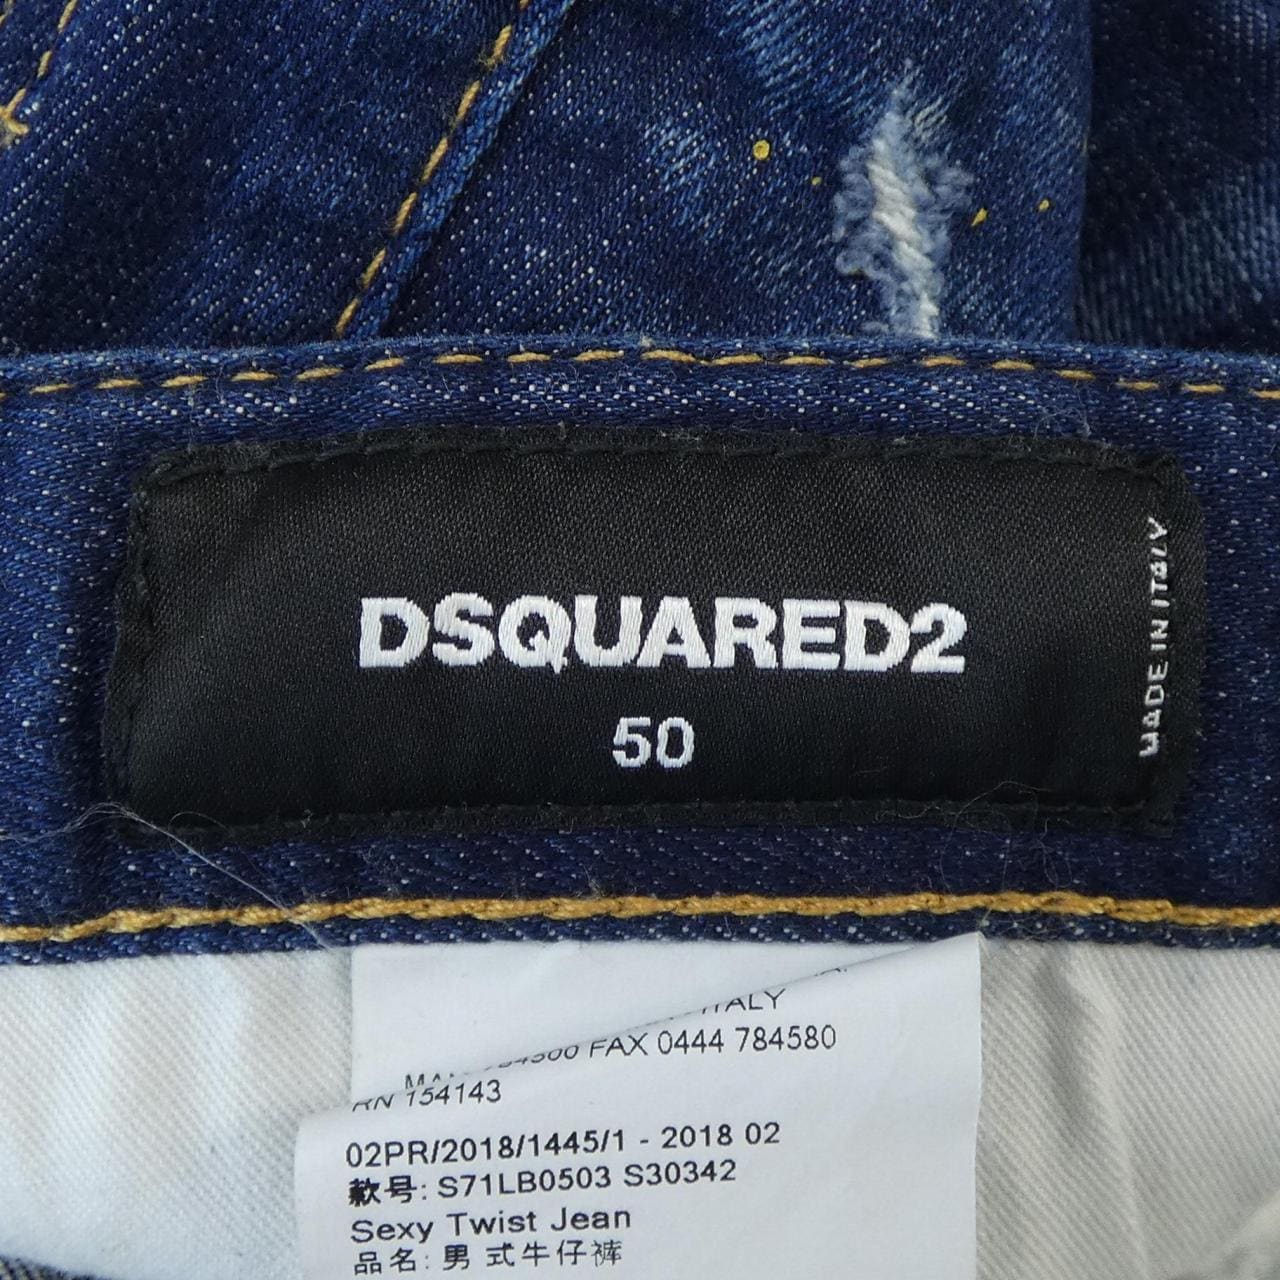 DSQUARED2
50
MADE IN ITALY
ITALY
FAX 0444 784580
RN 154143
02PR/2018/1445/1 - 2018 02
款号: S71LB0503 S30342
Sexy Twist Jean
品名: 男 式牛仔裤